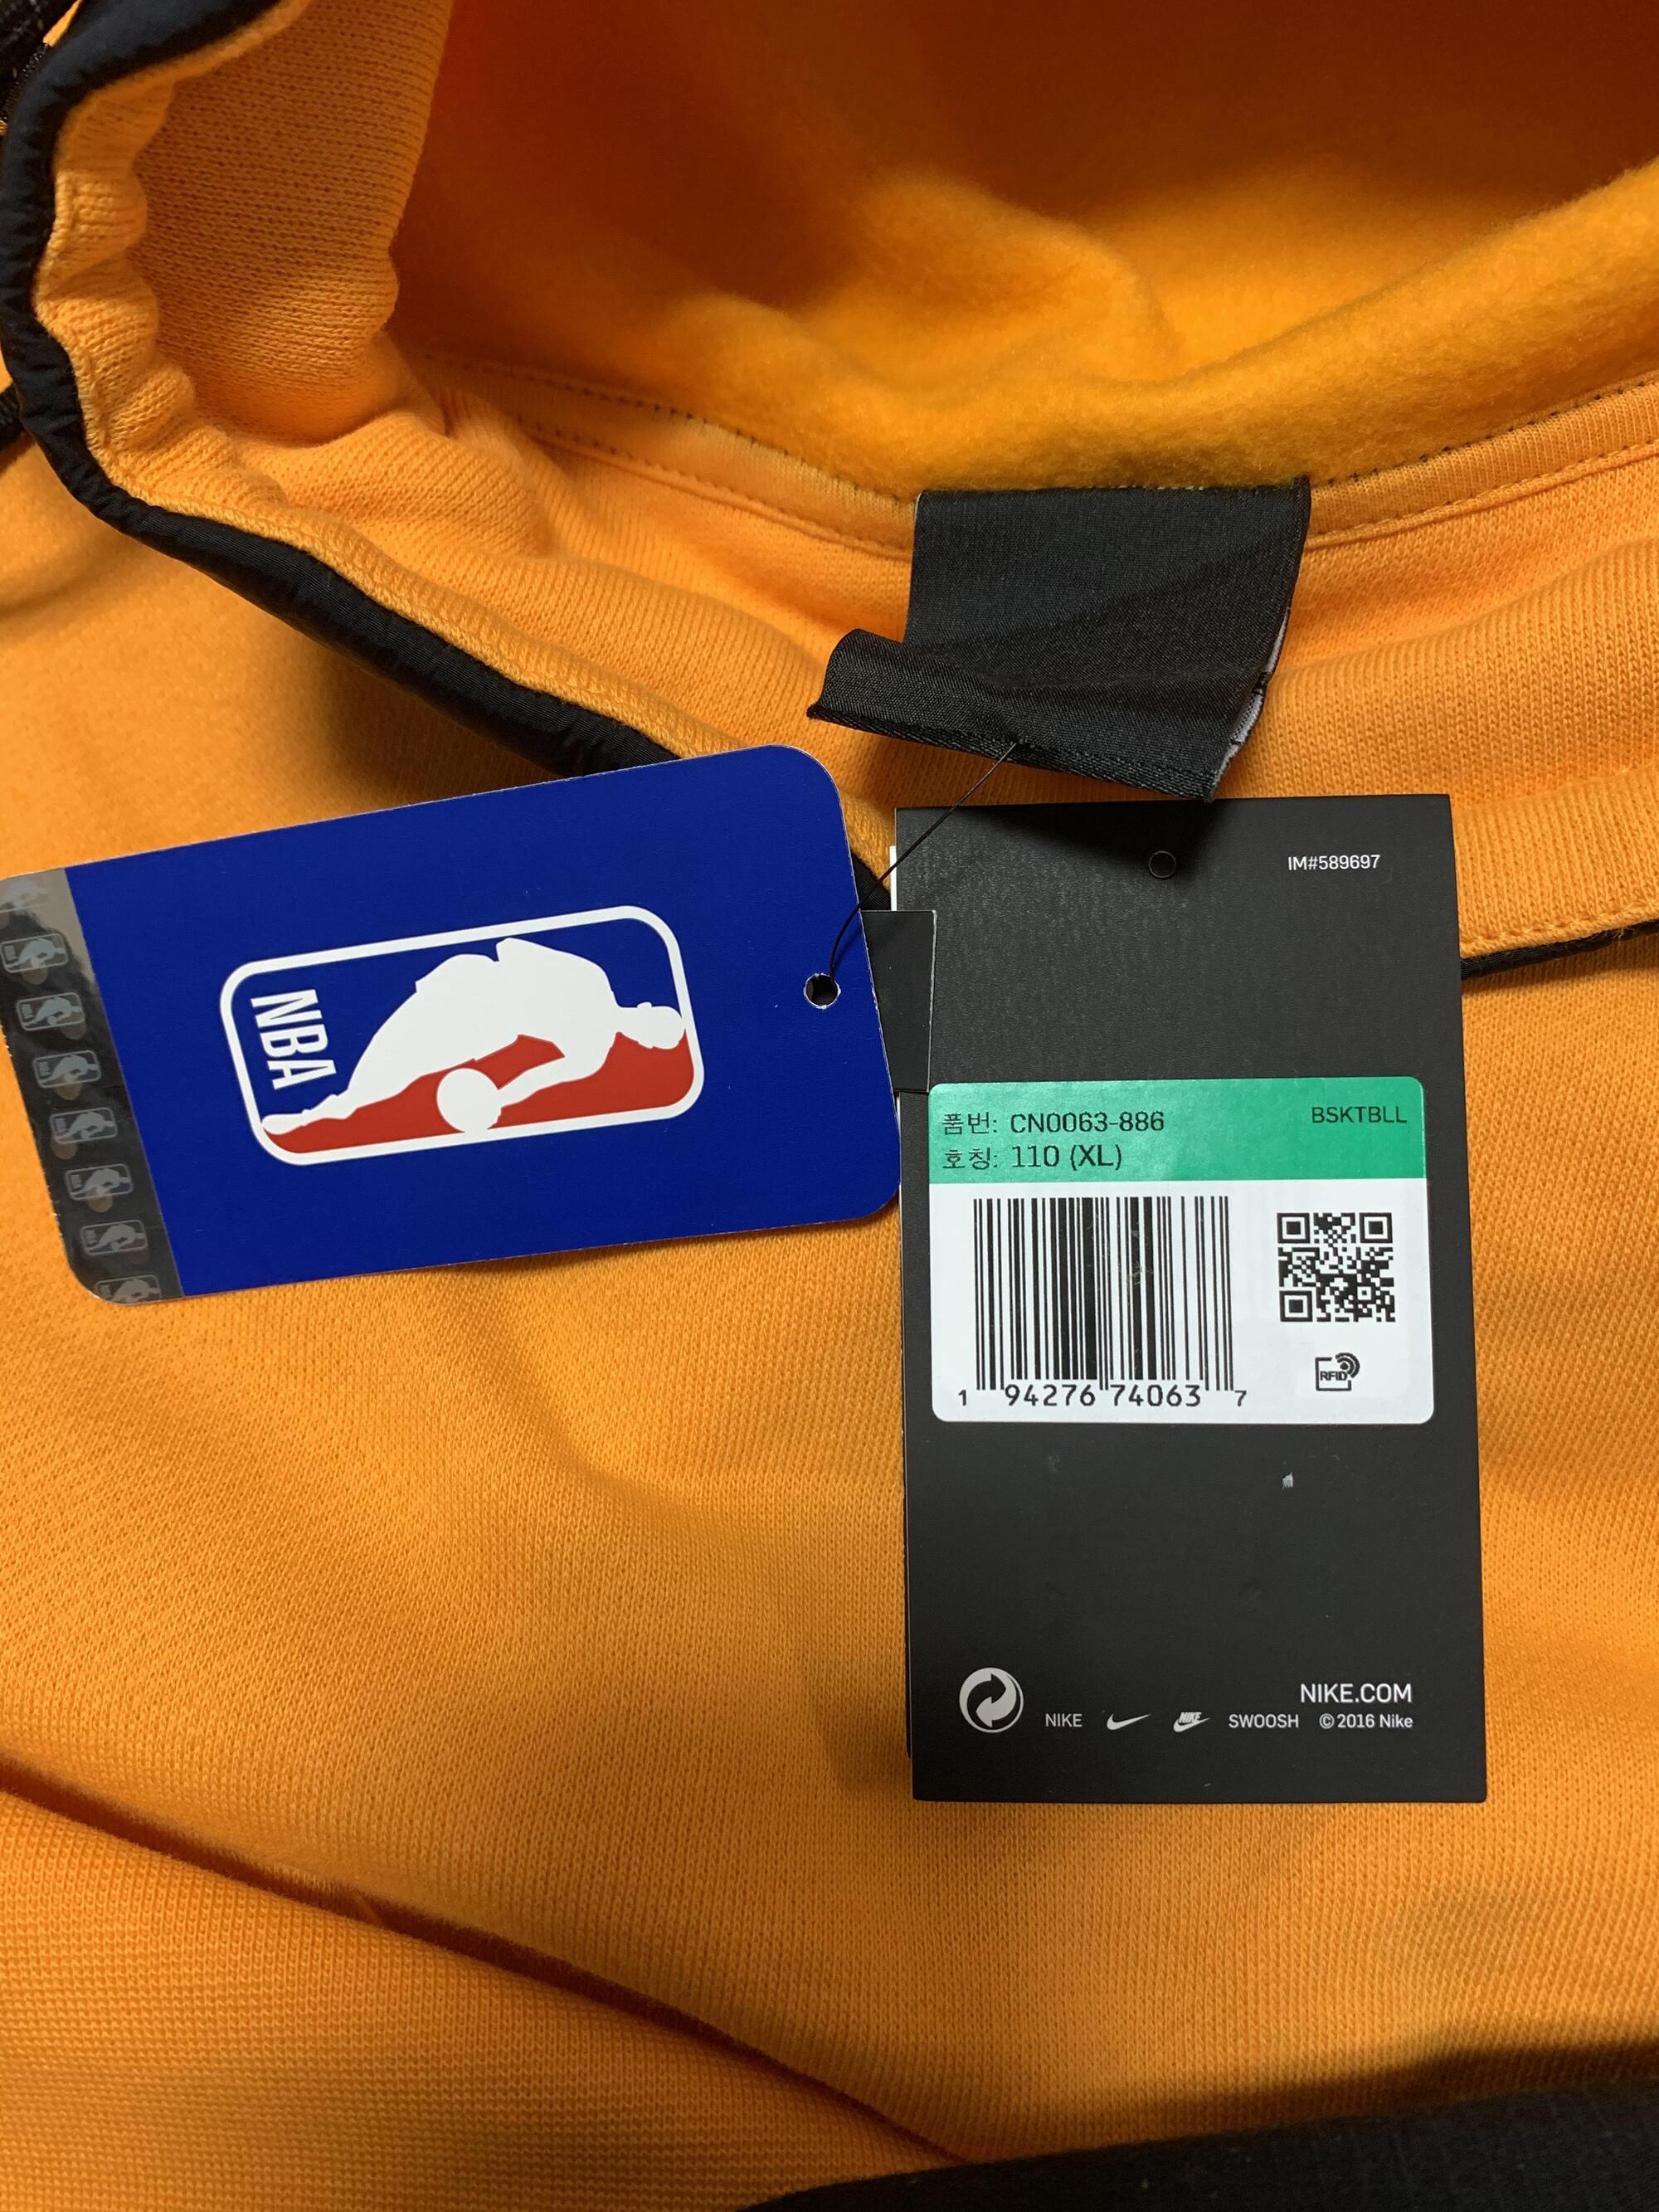 NBA
IM#589697
품번: CN0063-886
BSKTBLL
호칭: 110 (XL)
1 94276 74063 7
RFID
NIKE.COM
NIKE NIKE SWOOSH © 2016 Nike